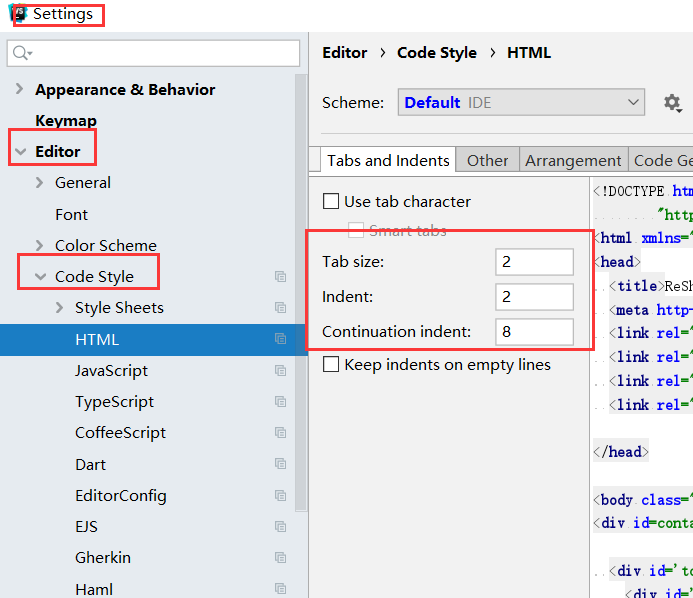 Settings
Appearance & Behavior
Keymap
Editor
General
Font
Color Scheme
Code Style
Style Sheets
HTML
JavaScript
TypeScript
CoffeeScript
Dart
EditorConfig
EJS
Gherkin
Haml
Editor › Code Style › HTML
Scheme: Default IDE
Tabs and Indents Other Arrangement Code Ge
Use tab character
Smart tabs
Tab size: 2
Indent: 2
Continuation indent: 8
Keep indents on empty lines
<!DOCTYPE htm
"http
<html xmlns="
<head>
<title>ReSh
<meta http-
<link rel="
<link rel="
<link rel="
<link rel="
</head>
<body class="
<div id=conta
<div id='to
<div id='